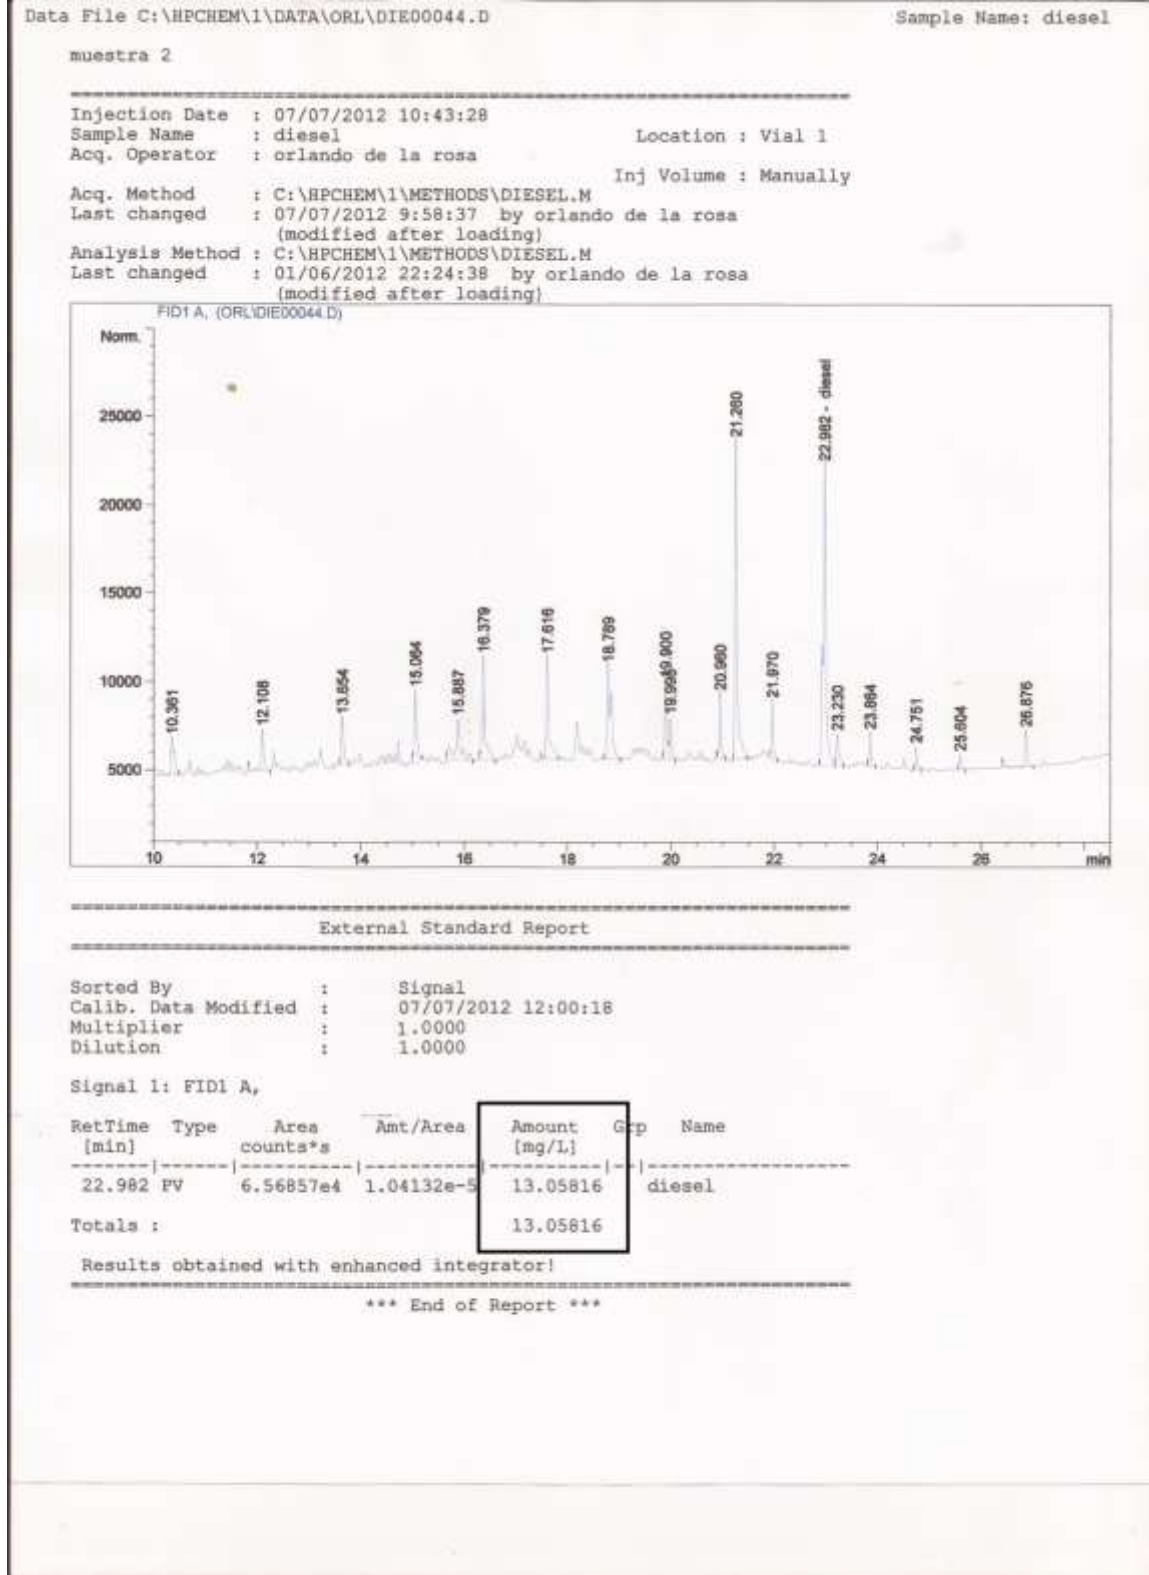 Data File C:\HPCHEM\1\DATA\ORL\DIE00044.D Sample Name: diesel
muestra 2
=====================================================================
Injection Date : 07/07/2012 10:43:28
Sample Name : diesel Location : Vial 1
Acq. Operator : orlando de la rosa
Inj Volume : Manually
Acq. Method : C:\HPCHEM\1\METHODS\DIESEL.M
Last changed : 07/07/2012 9:58:37 by orlando de la rosa
(modified after loading)
Analysis Method : C:\HPCHEM\1\METHODS\DIESEL.M
Last changed : 01/06/2012 22:24:38 by orlando de la rosa
(modified after loading)
FID1 A, (ORL\DIE00044.D)
Norm.
25000
20000
15000
10000
5000
10.361
12.108
13.654
15.064
15.887
16.379
17.616
18.789
19.900
19.995
20.960
21.260
21.970
22.982 - diesel
23.230
23.864
24.751
25.604
26.876
10 12 14 16 18 20 22 24 26 min
=====================================================================
External Standard Report
=====================================================================
Sorted By : Signal
Calib. Data Modified : 07/07/2012 12:00:18
Multiplier : 1.0000
Dilution : 1.0000
Signal 1: FID1 A,
RetTime Type Area Amt/Area Amount Grp Name
[min] counts*s [mg/L]
-------|------|----------|----------|----------|--|------------------
22.982 PV 6.56857e4 1.04132e-5 13.05816 diesel
Totals : 13.05816
Results obtained with enhanced integrator!
=====================================================================
*** End of Report ***